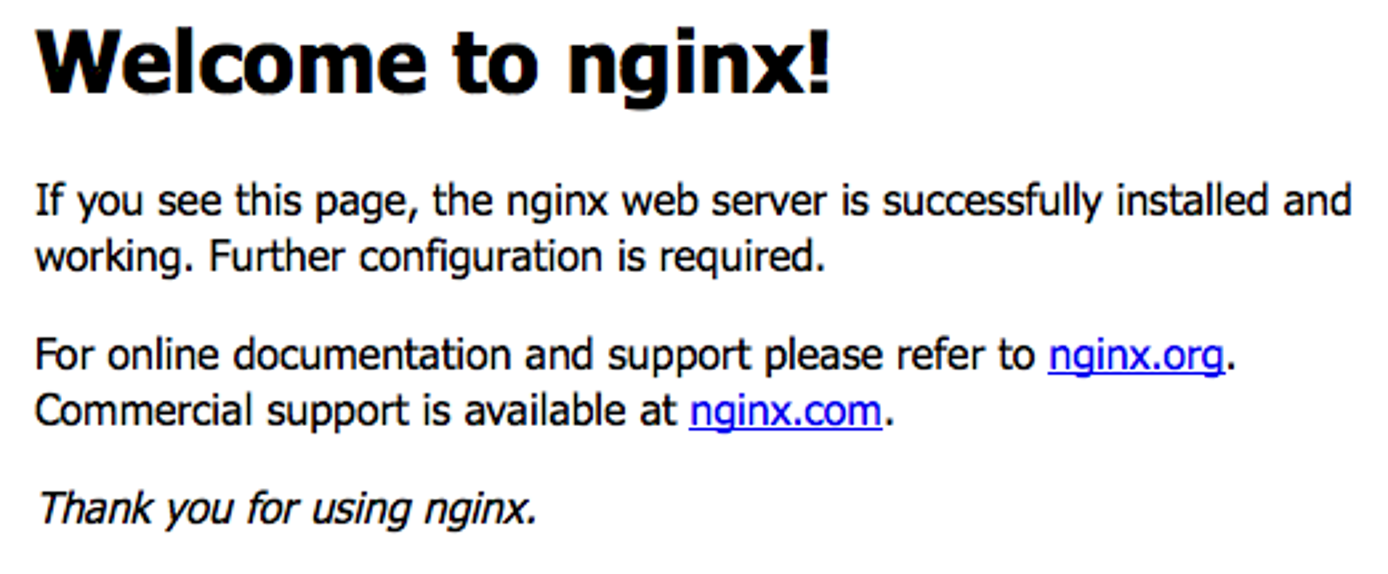 Welcome to nginx!
If you see this page, the nginx web server is successfully installed and
working. Further configuration is required.
For online documentation and support please refer to nginx.org.
Commercial support is available at nginx.com.
Thank you for using nginx.